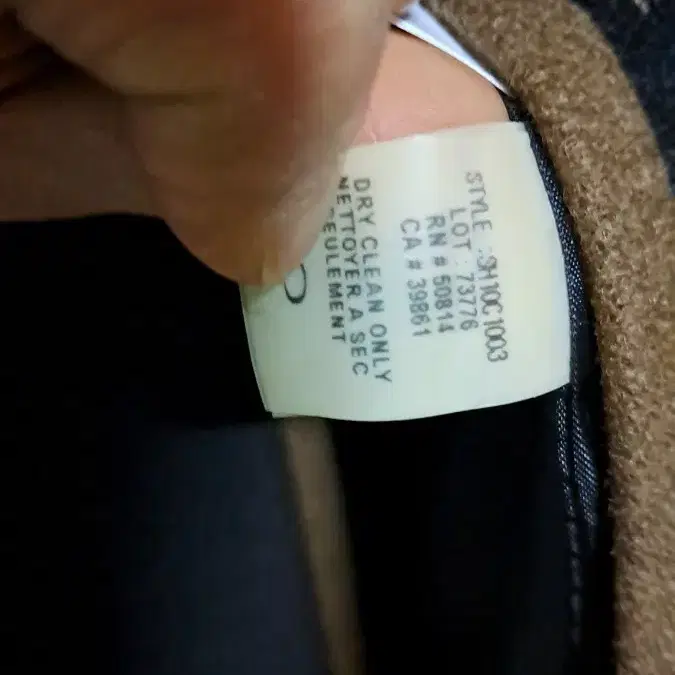 STYLE :SH10C1003
LOT : 73776
RN # 50814
CA # 39861
DRY CLEAN ONLY
NETTOYER A SEC
SEULEMENT